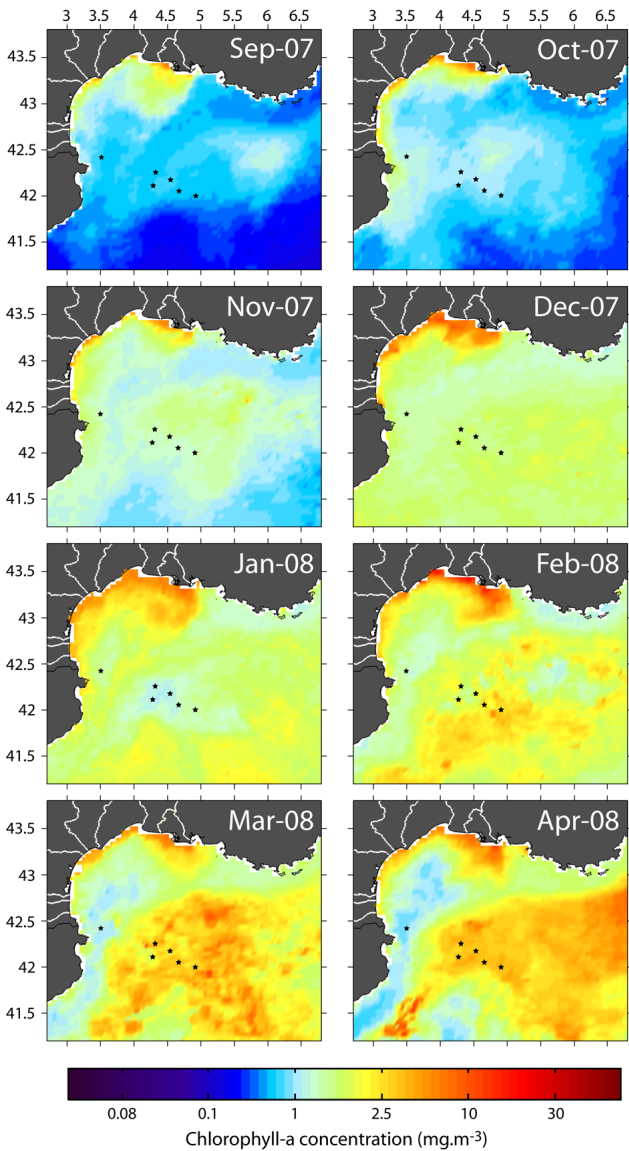 3 3.5 4 4.5 5 5.5 6 6.5 3 3.5 4 4.5 5 5.5 6 6.5
Sep-07 Oct-07
43.5
43
42.5
42
41.5
Nov-07 Dec-07
43.5
43
42.5
42
41.5
Jan-08 Feb-08
43.5
43
42.5
42
41.5
Mar-08 Apr-08
43.5
43
42.5
42
41.5
0.08 0.1 1 2.5 10 30
Chlorophyll-a concentration (mg.m-3)